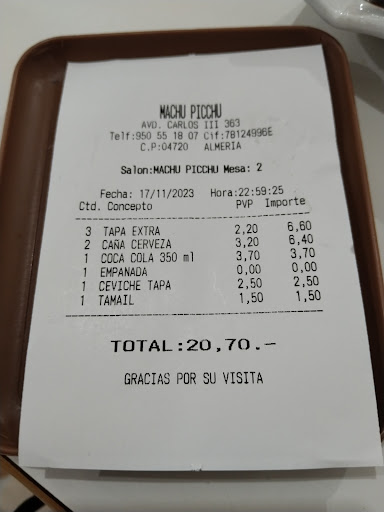 MACHU PICCHU
AVD. CARLOS III 363
Telf:950 55 18 07 Cif:78124996E
C.P:04720 ALMERIA
Salon:MACHU PICCHU Mesa: 2
Fecha: 17/11/2023 Hora:22:59:25
Ctd. Concepto PVP Importe
3 TAPA EXTRA 2,20 6,60
2 CAÑA CERVEZA 3,20 6,40
1 COCA COLA 350 ml 3,70 3,70
1 EMPANADA 0,00 0,00
1 CEVICHE TAPA 2,50 2,50
1 TAMAIL 1,50 1,50
TOTAL:20,70.-
GRACIAS POR SU VISITA